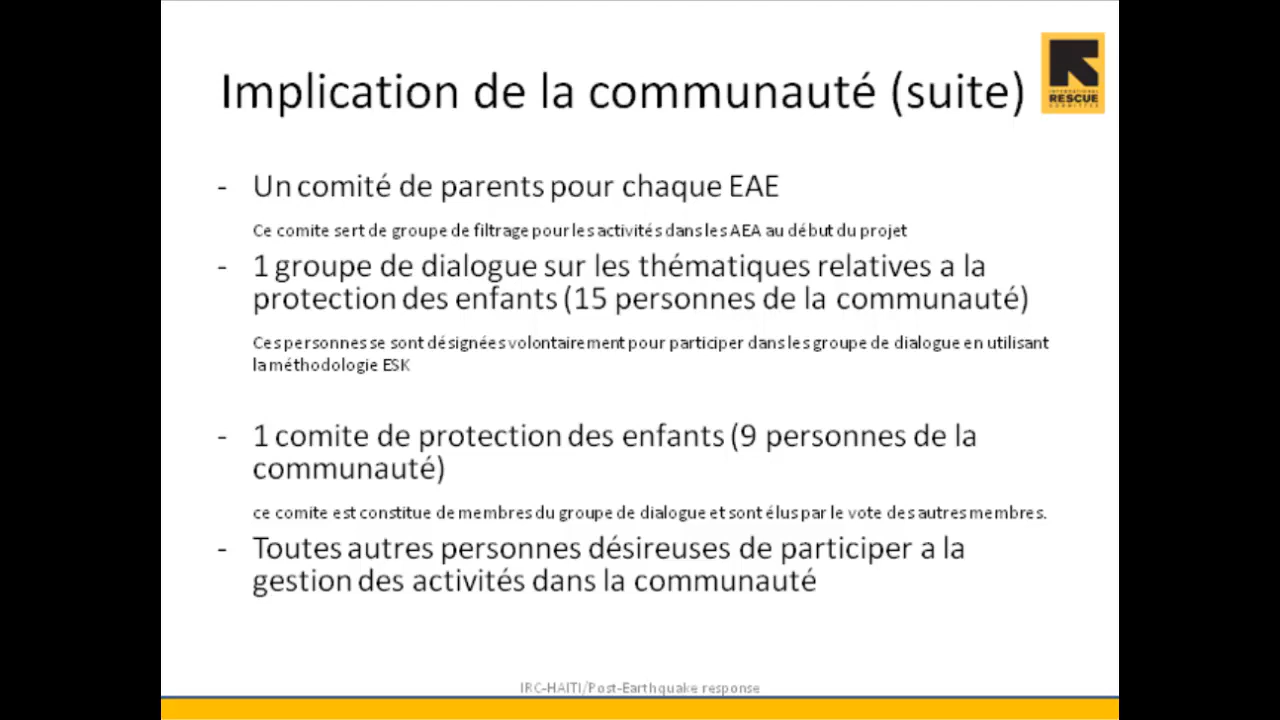 Implication de la communauté (suite)
INTERNATIONAL
RESCUE
COMMITTEE
- Un comité de parents pour chaque EAE
Ce comite sert de groupe de filtrage pour les activités dans les AEA au début du projet
- 1 groupe de dialogue sur les thématiques relatives a la
protection des enfants (15 personnes de la communauté)
Ces personnes se sont désignées volontairement pour participer dans les groupe de dialogue en utilisant
la méthodologie ESK
- 1 comite de protection des enfants (9 personnes de la
communauté)
ce comite est constitue de membres du groupe de dialogue et sont élus par le vote des autres membres.
- Toutes autres personnes désireuses de participer a la
gestion des activités dans la communauté
IRC-HAITI/Post-Earthquake response